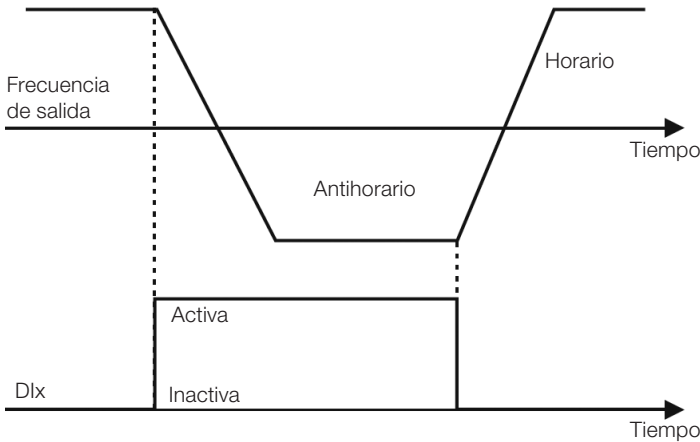 Horario
Frecuencia
de salida
Tiempo
Antihorario
Activa
DIx
Inactiva
Tiempo